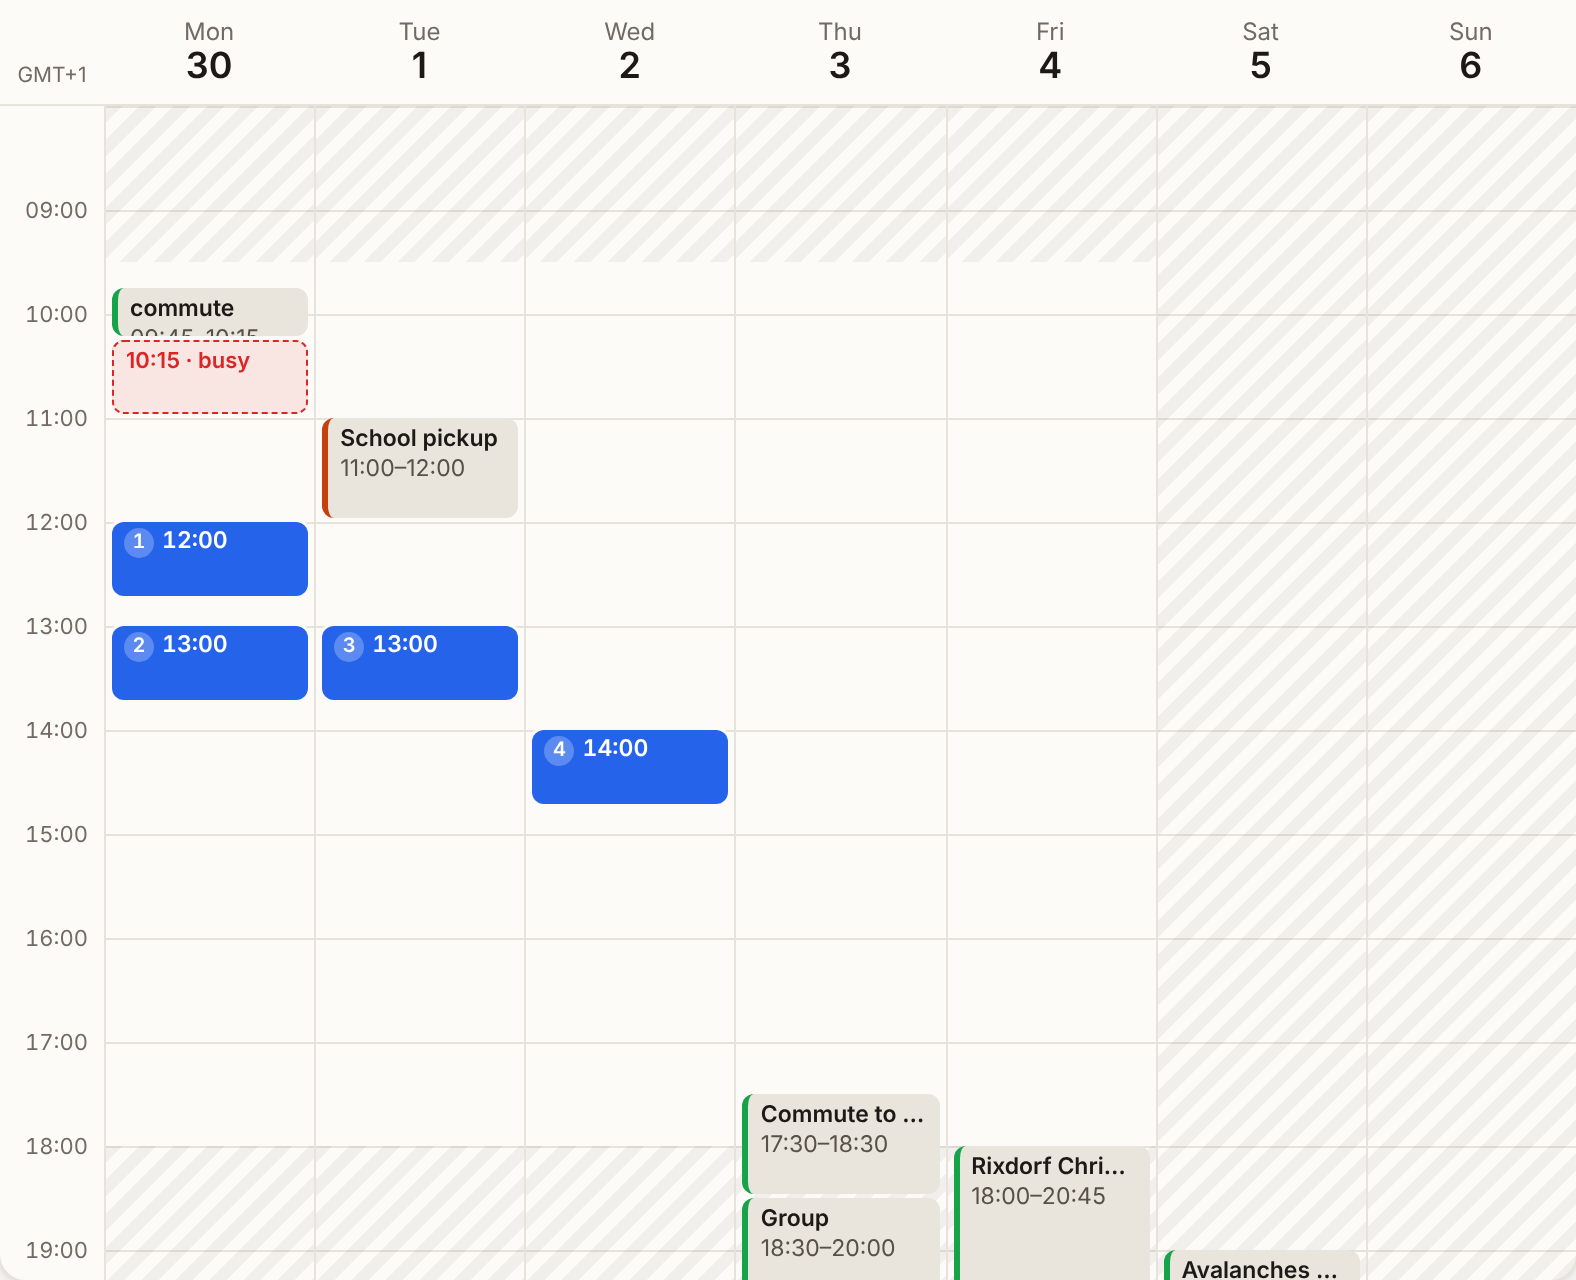 Mon
Tue
Wed
Thu
Fri
Sat
Sun
GMT+1
30
1
2
3
4
5
6
09:00
commute
10:00
09:45–10:15
10:15 · busy
11:00
School pickup
11:00–12:00
12:00
1 12:00
13:00
2 13:00
3 13:00
14:00
4 14:00
15:00
16:00
17:00
Commute to ...
17:30–18:30
18:00
Rixdorf Chri...
18:00–20:45
Group
18:30–20:00
19:00
Avalanches ...